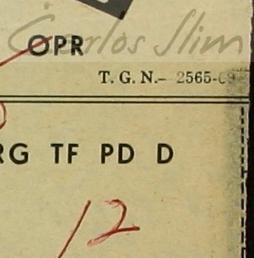 Carlos Slim
OPR
T. G. N.— 2565-
RG TF PD D
12